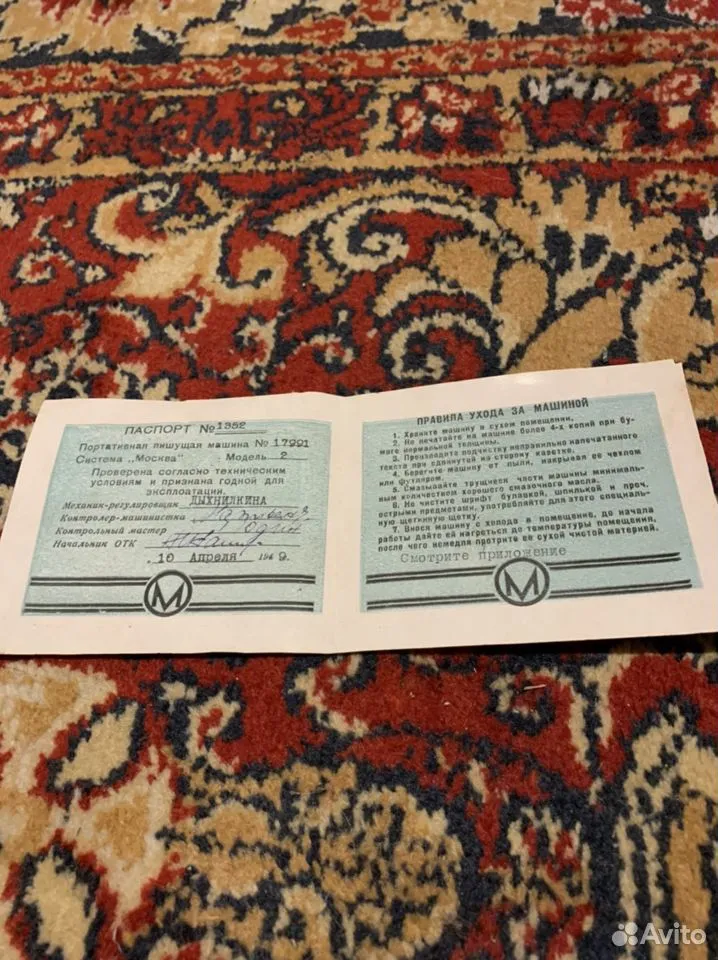 ПАСПОРТ № 1352
Портативная пишущая машина № 17991
Система „Москва" . Модель 2
Проверена согласно техническим
условиям и признана годной для
эксплоатации.
Механик-регулировщик ДЫХНИЛКИНА
Контролер-машинистка
Контрольный мастер
Начальник ОТК
„10 Апреля 194 9.
М
ПРАВИЛА УХОДА ЗА МАШИНОЙ
1. Храните машину в сухом помещении.
2. Не печатайте на машине более 4-х копий при бу-
маге нормальной толщины.
3. Производите подчистку неправильно напечатанного
текста при сдвинутой в сторону каретке.
4. Берегите машину от пыли, накрывая ее чехлом
или футляром.
5. Смазывайте трущиеся части машины минималь-
ным количеством хорошего смазочного масла.
6. Не чистите шрифт булавкой, шпилькой и проч.
острыми предметами, употребляйте для этого специаль-
ную щетку.
7. Внося машину с холода в помещение, до начала
работы дайте ей нагреться до температуры помещения,
после чего немедля протрите ее сухой чистой материей.
Смотрите приложение
М
Avito